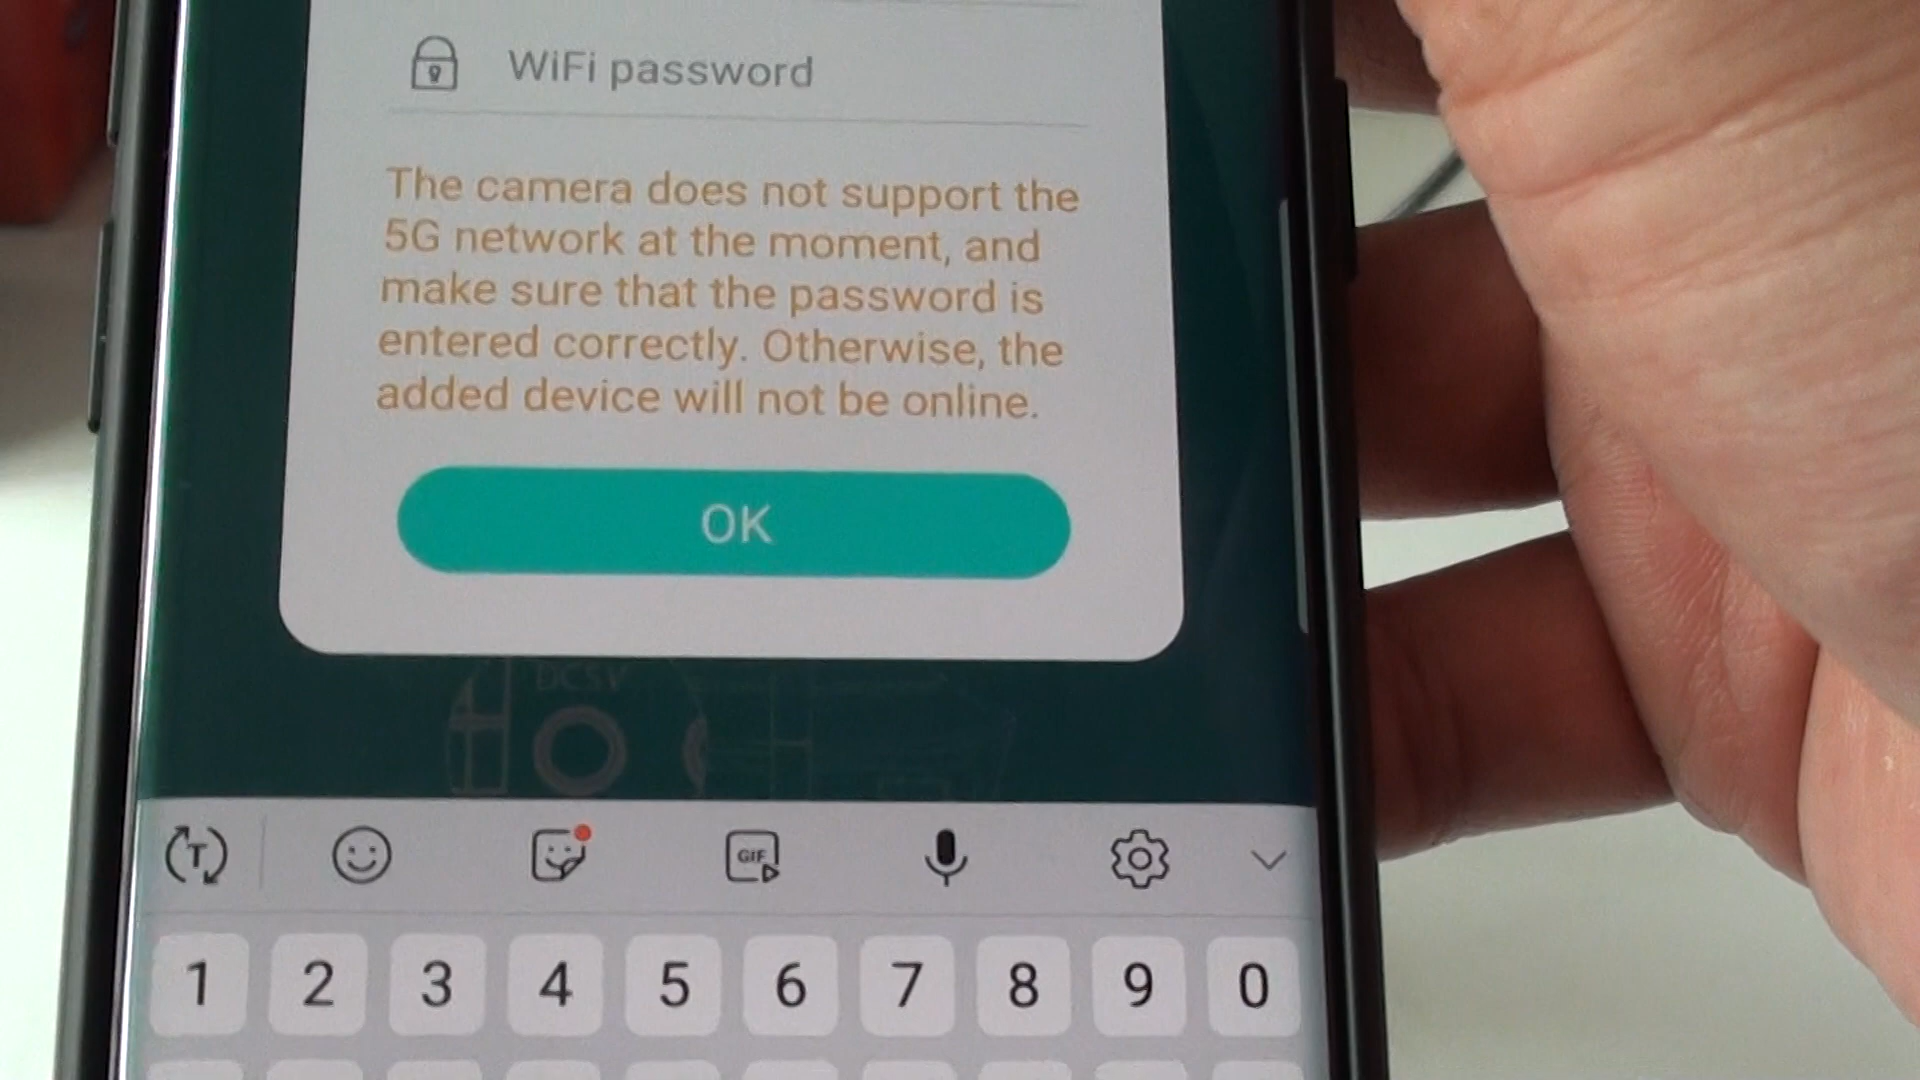 WiFi password
The camera does not support the
5G network at the moment, and
make sure that the password is
entered correctly. Otherwise, the
added device will not be online.
OK
DC5V
T
GIF
1 2 3 4 5 6 7 8 9 0